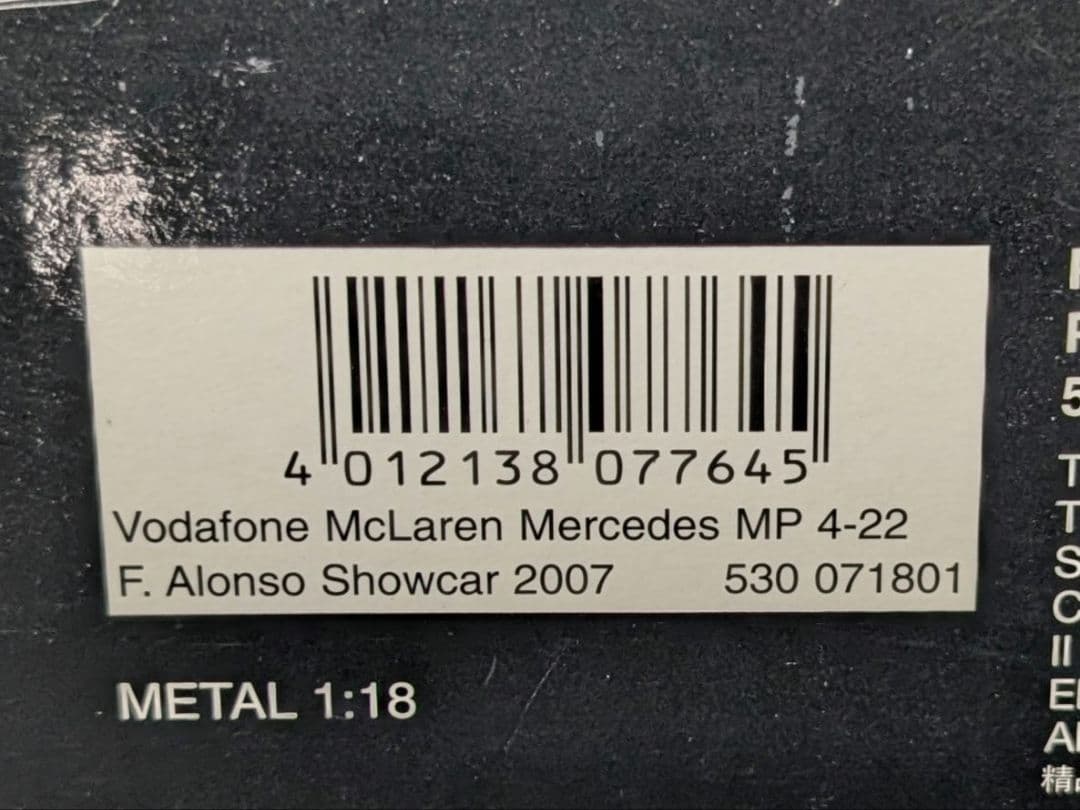 4 012138 077645
Vodafone McLaren Mercedes MP 4-22
F. Alonso Showcar 2007 530 071801
METAL 1:18